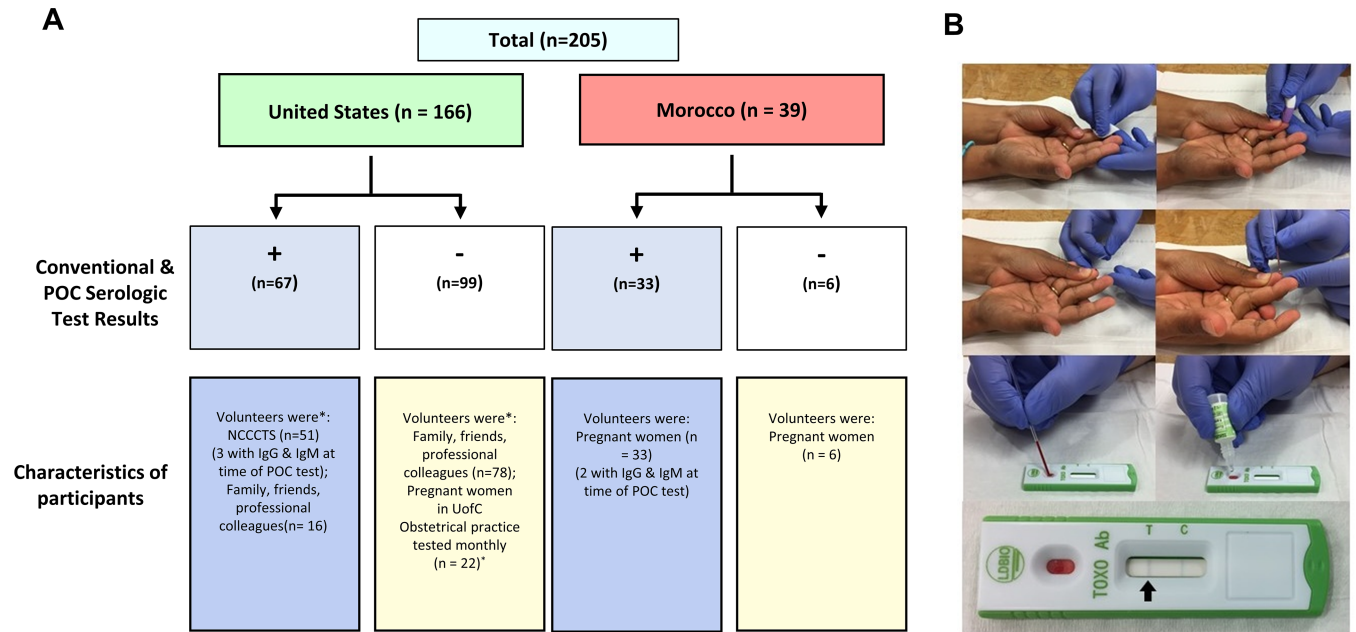 A
Total (n=205)
United States (n = 166)
Morocco (n = 39)
Conventional &
POC Serologic
Test Results
+
(n=67)
-
(n=99)
+
(n=33)
-
(n=6)
Characteristics of
participants
Volunteers were*:
NCCCTS (n=51)
(3 with IgG & IgM at
time of POC test);
Family, friends,
professional
colleagues(n= 16)
Volunteers were*:
Family, friends,
professional
colleagues (n=78);
Pregnant women
in UofC
Obstetrical practice
tested monthly
(n = 22)*
Volunteers were:
Pregnant women (n
= 33)
(2 with IgG & IgM at
time of POC test)
Volunteers were:
Pregnant women
(n = 6)
B
LDBIO
TOXO Ab
T C